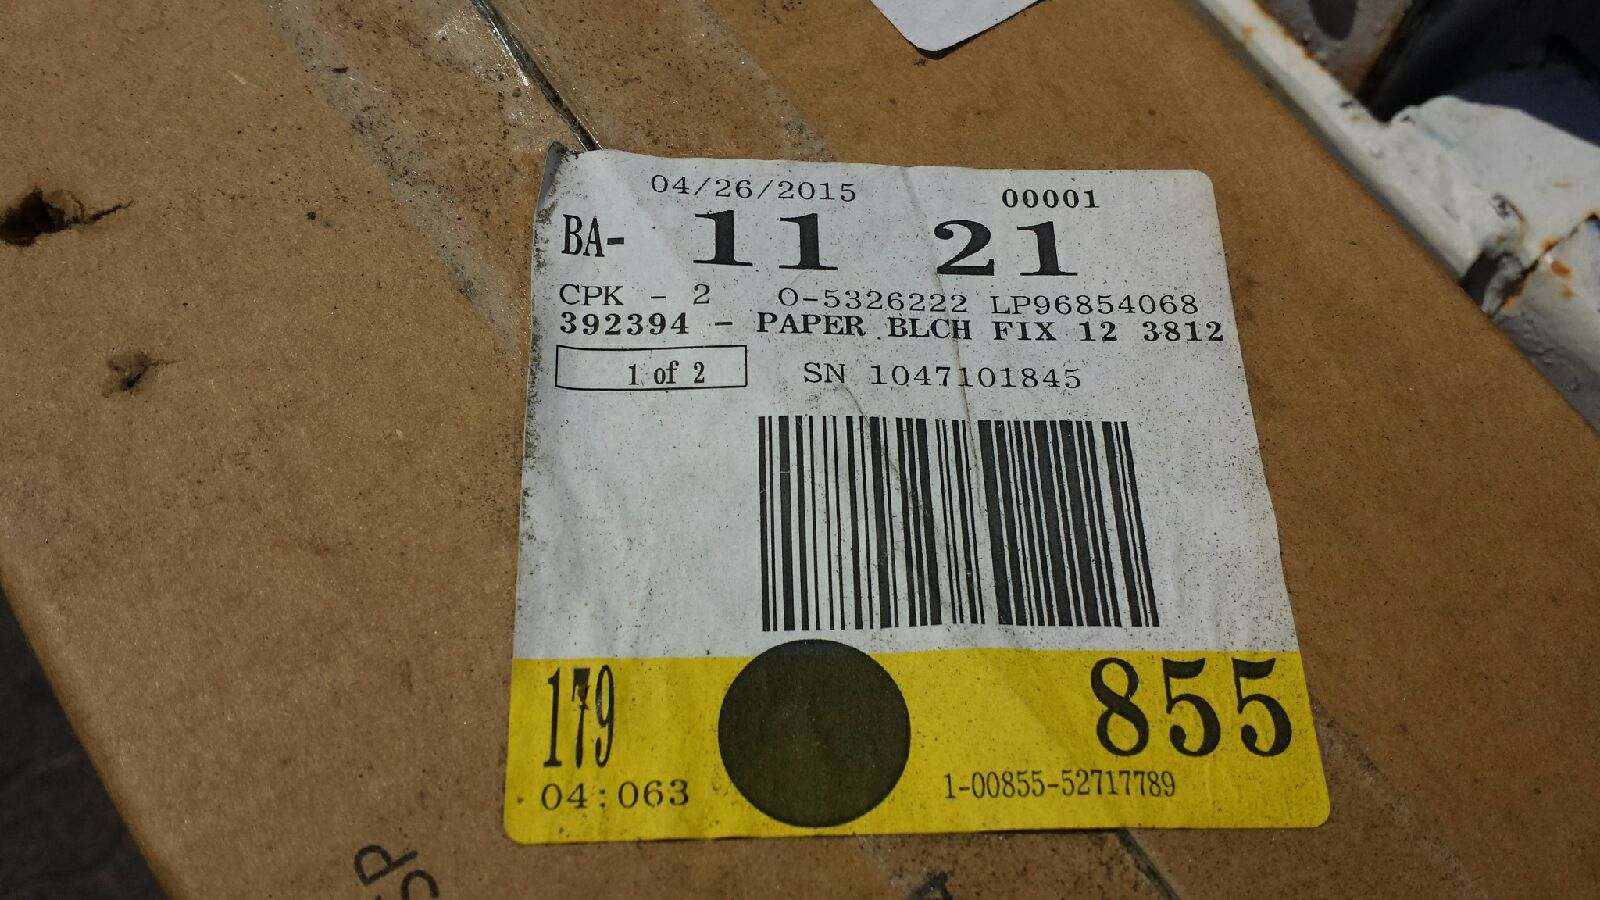 04/26/2015 00001
BA- 11 21
CPK - 2 O-5326222 LP96854068
392394 - PAPER BLCH FIX 12 3812
1 of 2 SN 1047101845
179 855
04:063 1-00855-52717789
SP